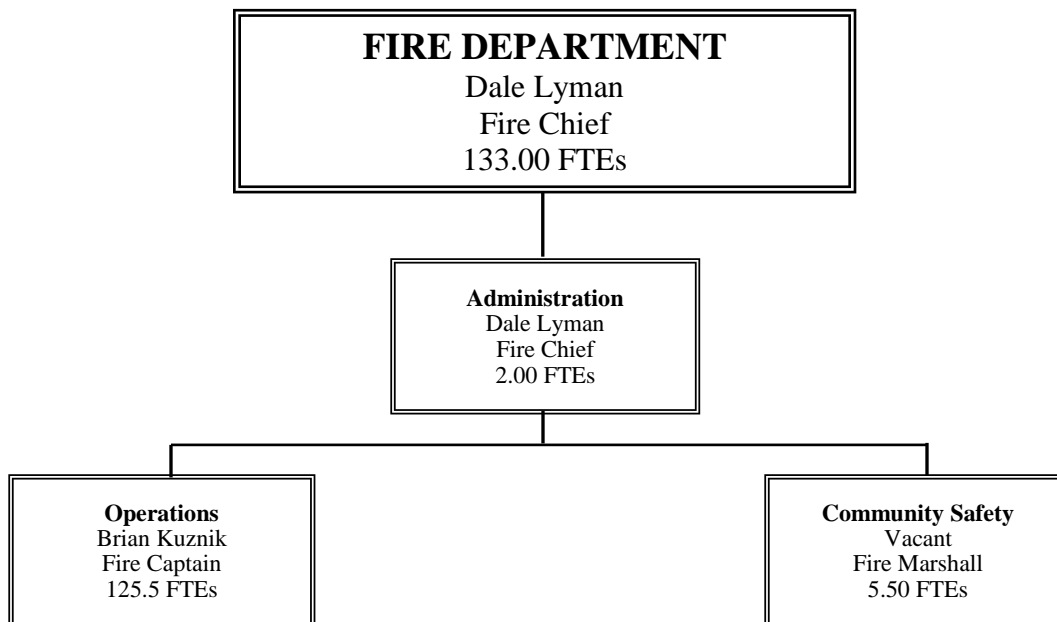 FIRE DEPARTMENT
Dale Lyman
Fire Chief
133.00 FTEs
Administration
Dale Lyman
Fire Chief
2.00 FTEs
Operations
Brian Kuznik
Fire Captain
125.5 FTEs
Community Safety
Vacant
Fire Marshall
5.50 FTEs